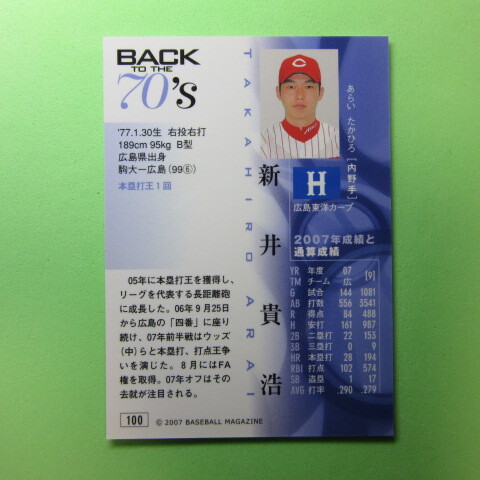 BACK
TO THE
70's
'77.1.30生 右投右打
189cm 95kg B型
広島県出身
駒大ー広島(99⑥)
本塁打王1回
05年に本塁打王を獲得し、
リーグを代表する長距離砲
に成長した。06年9月25日
から広島の「四番」に座り
続け、07年前半戦はウッズ
(中)らと本塁打、打点王争
いを演じた。8月にはFA
権を取得。07年オフはその
去就が注目される。
100
© 2007 BASEBALL MAGAZINE
TAKAHIRO ARAI
新井貴浩
あらい たかひろ [内野手]
C
H
広島東洋カープ
2007年成績と
通算成績
YR 年度 07 [9]
TM チーム 広
G 試合 144 1081
AB 打数 556 3541
R 得点 84 488
H 安打 161 987
2B 二塁打 22 153
3B 三塁打 0 9
HR 本塁打 28 194
RBI 打点 102 574
SB 盗塁 1 17
AVG 打率 .290 .279